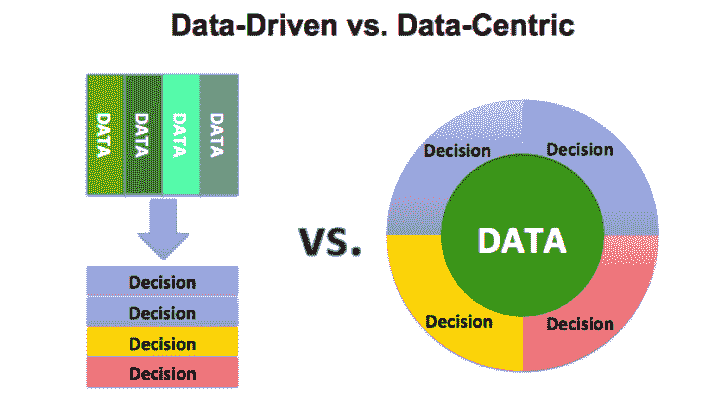 Data-Driven vs. Data-Centric
DATA
DATA
DATA
DATA
Decision
Decision
Decision
Decision
vs.
Decision
Decision
DATA
Decision
Decision